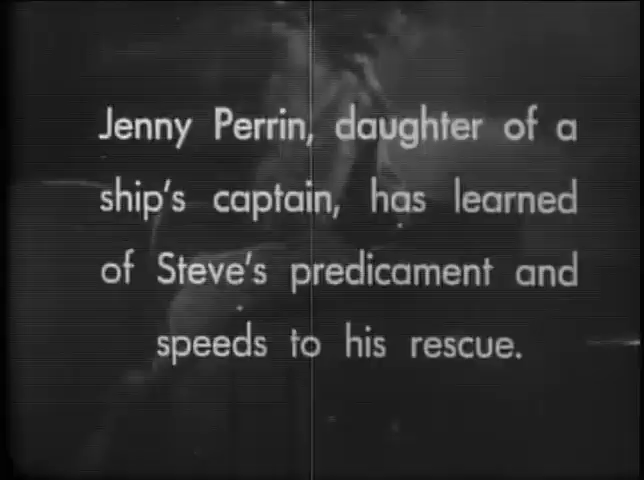 Jenny Perrin, daughter of a
ship's captain, has learned
of Steve's predicament and
speeds to his rescue.